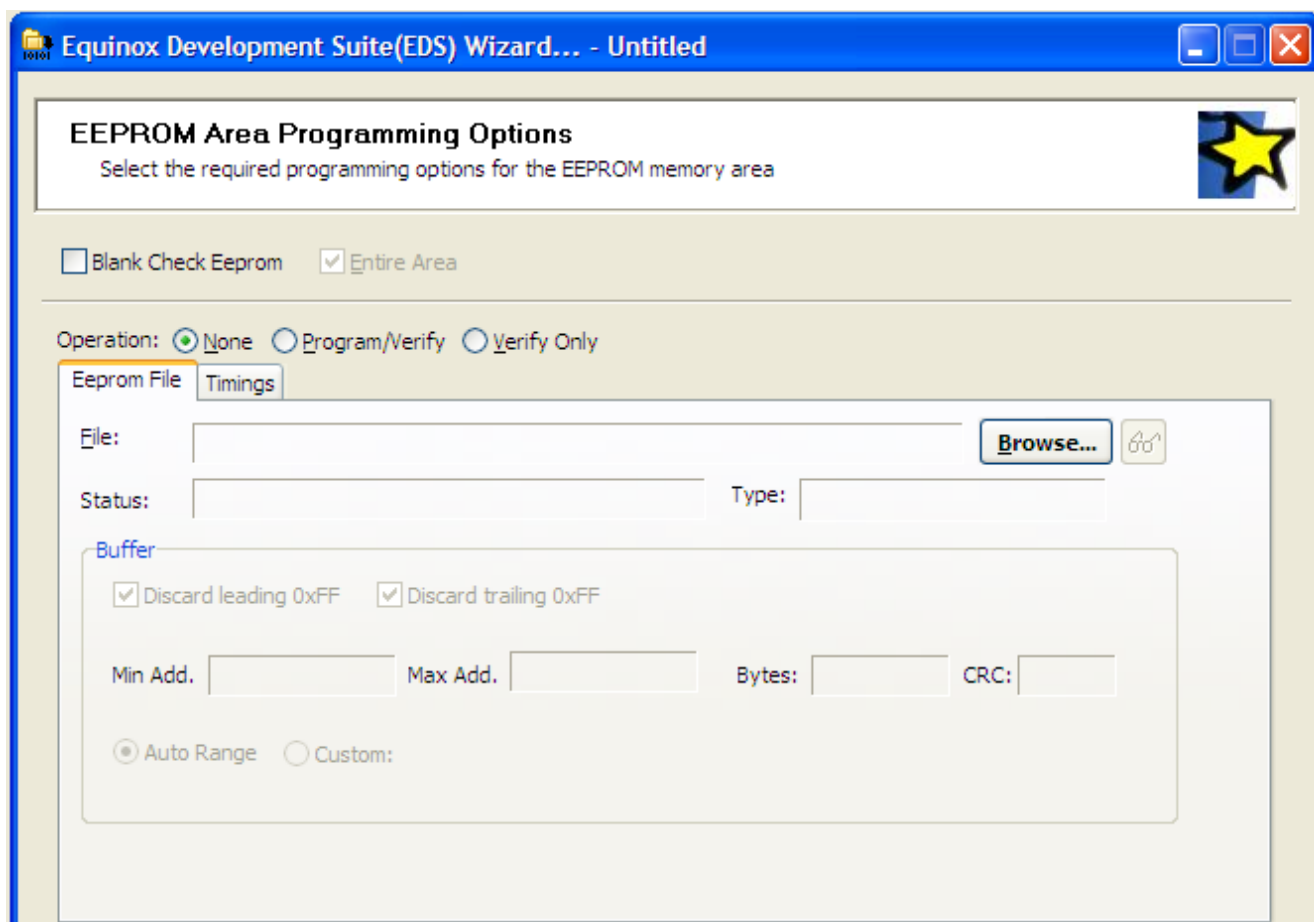 Equinox Development Suite(EDS) Wizard... - Untitled
EEPROM Area Programming Options
Select the required programming options for the EEPROM memory area
Blank Check Eeprom Entire Area
Operation: None Program/Verify Verify Only
Eeprom File Timings
File: Browse...
Status: Type:
Buffer
Discard leading 0xFF Discard trailing 0xFF
Min Add. Max Add. Bytes: CRC:
Auto Range Custom: